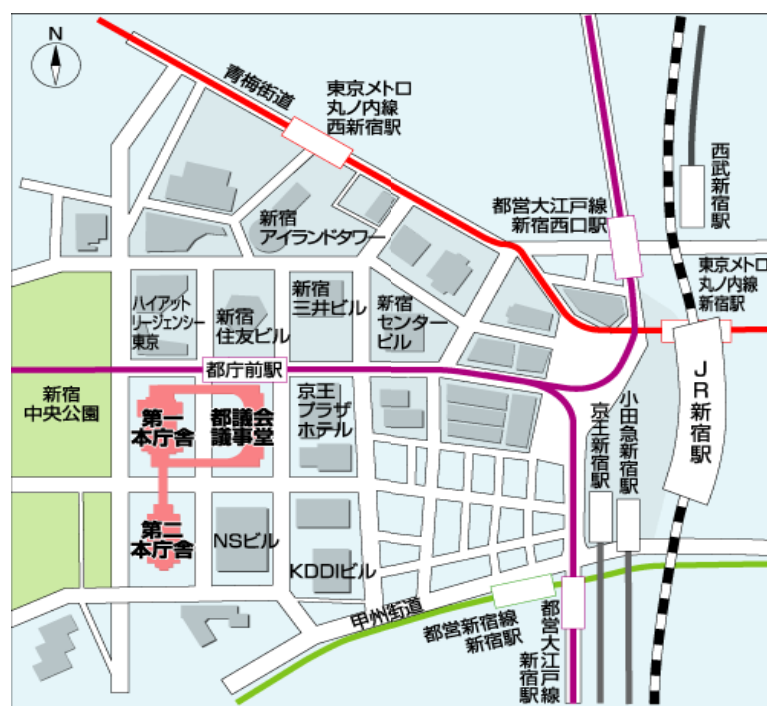 N
青梅街道
東京メトロ
丸ノ内線
西新宿駅
西武新宿駅
都営大江戸線
新宿西口駅
新宿
アイランドタワー
東京メトロ
丸ノ内線
新宿駅
ハイアット
リージェンシー
東京
新宿
住友ビル
新宿
三井ビル
新宿
センター
ビル
都庁前駅
JR新宿駅
新宿
中央公園
第一
本庁舎
都議会
議事堂
京王
プラザ
ホテル
小田急新宿駅
京王新宿駅
第二
本庁舎
NSビル
KDDIビル
甲州街道
都営新宿線
新宿駅
都営大江戸線
新宿駅